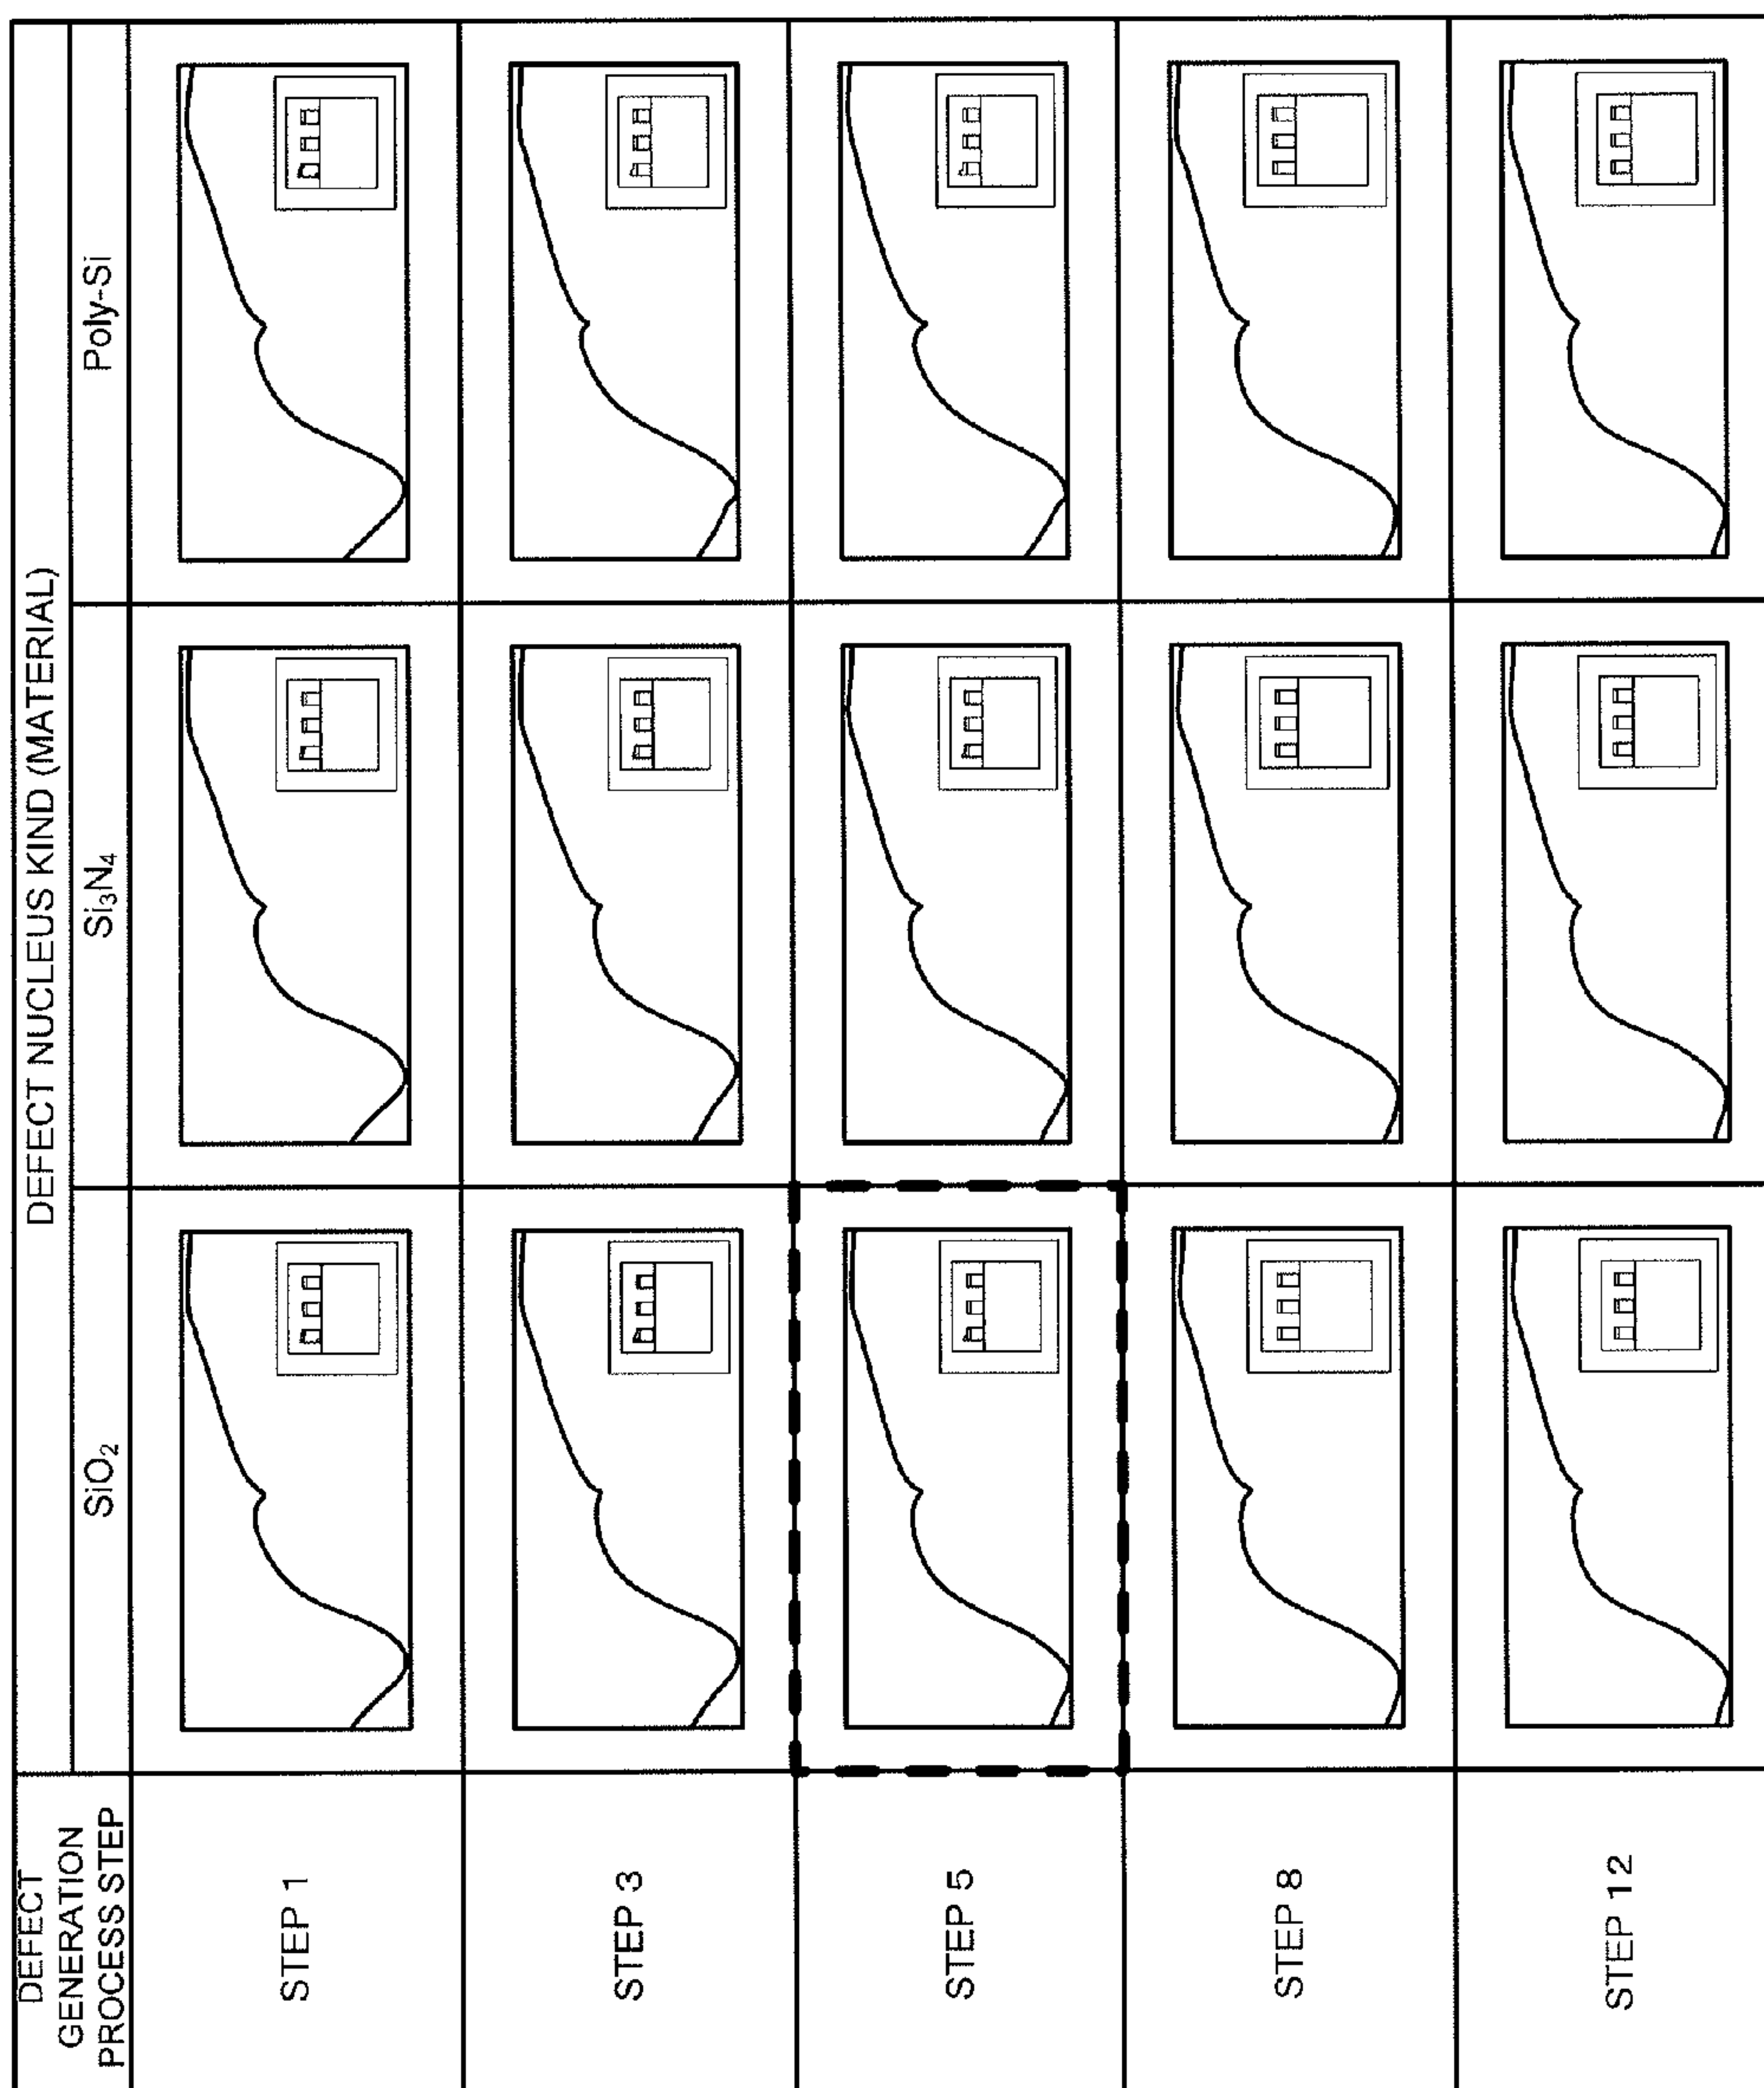 DEFECT
GENERATION
PROCESS STEP
DEFECT NUCLEUS KIND (MATERIAL)
SiO₂
Si₃N₄
Poly-Si
STEP 1
STEP 3
STEP 5
STEP 8
STEP 12